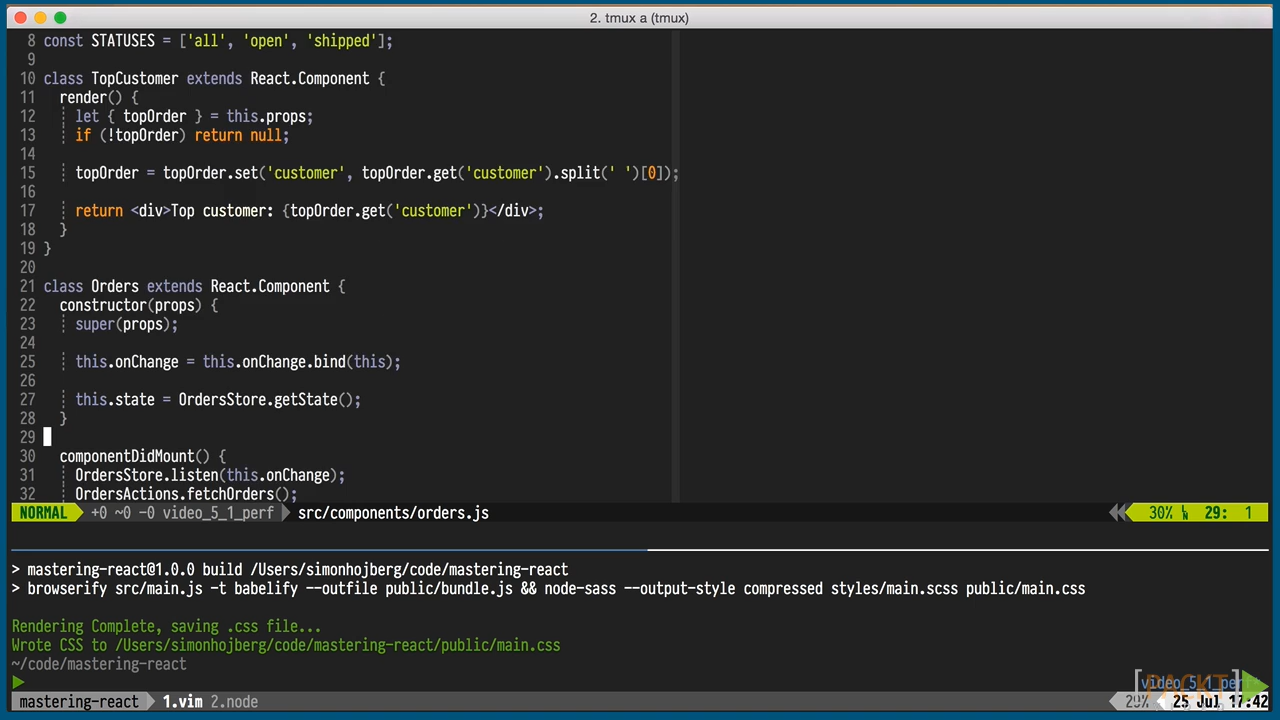 2. tmux a (tmux)
8 const STATUSES = ['all', 'open', 'shipped'];
9
10 class TopCustomer extends React.Component {
11 render() {
12 let { topOrder } = this.props;
13 if (!topOrder) return null;
14
15 topOrder = topOrder.set('customer', topOrder.get('customer').split(' ')[0]);
16
17 return <div>Top customer: {topOrder.get('customer')}</div>;
18 }
19 }
20
21 class Orders extends React.Component {
22 constructor(props) {
23 super(props);
24
25 this.onChange = this.onChange.bind(this);
26
27 this.state = OrdersStore.getState();
28 }
29
30 componentDidMount() {
31 OrdersStore.listen(this.onChange);
32 OrdersActions.fetchOrders();
NORMAL +0 ~0 -0 video_5_1_perf src/components/orders.js 30% 29: 1
> mastering-react@1.0.0 build /Users/simonhojberg/code/mastering-react
> browserify src/main.js -t babelify --outfile public/bundle.js && node-sass --output-style compressed styles/main.scss public/main.css
Rendering Complete, saving .css file...
Wrote CSS to /Users/simonhojberg/code/mastering-react/public/main.css
~/code/mastering-react
[PACKT]
mastering-react 1.vim 2.node 29% 25 Jul 17:42